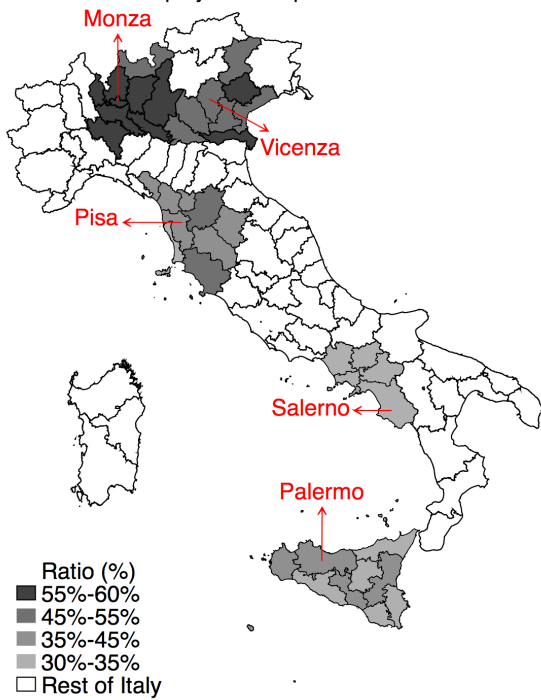 Monza
Vicenza
Pisa
Salerno
Palermo
Ratio (%)
55%-60%
45%-55%
35%-45%
30%-35%
Rest of Italy